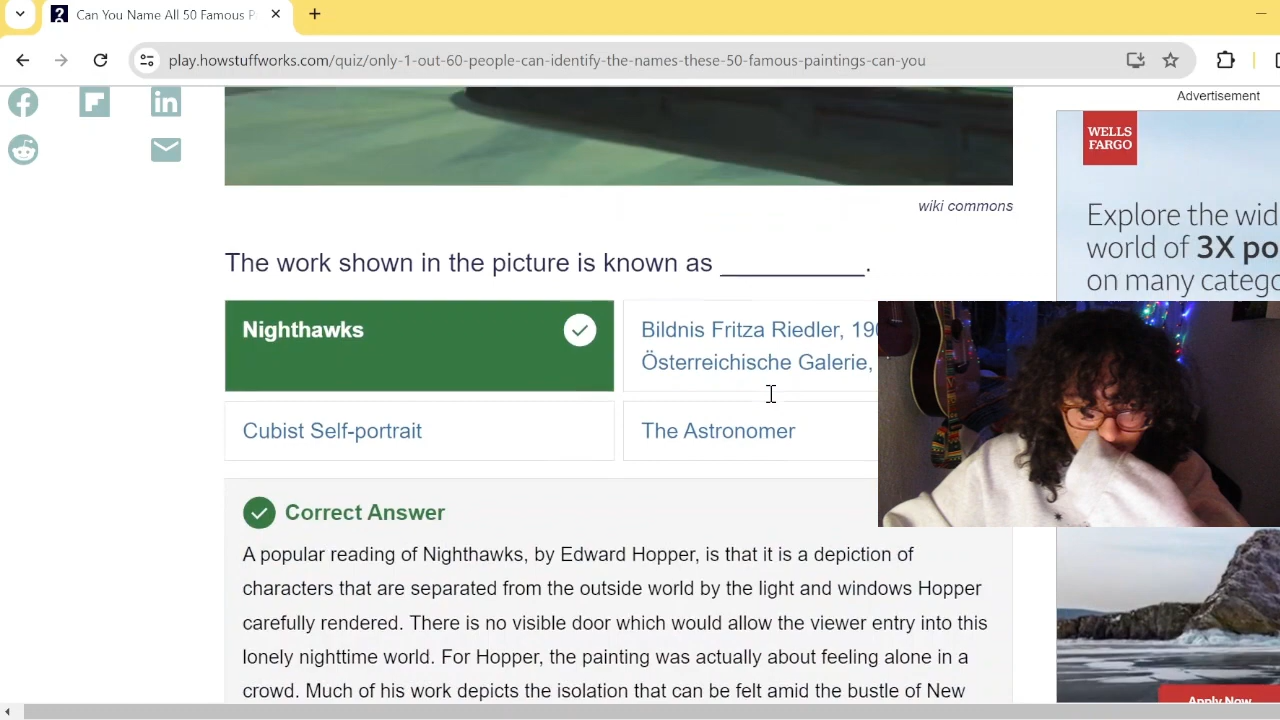 Can You Name All 50 Famous P
play.howstuffworks.com/quiz/only-1-out-60-people-can-identify-the-names-these-50-famous-paintings-can-you
Advertisement
WELLS
FARGO
Explore the wid
world of 3X po
on many catego
wiki commons
The work shown in the picture is known as __________.
Nighthawks
Bildnis Fritza Riedler, 190
Österreichische Galerie,
Cubist Self-portrait
The Astronomer
Correct Answer
A popular reading of Nighthawks, by Edward Hopper, is that it is a depiction of
characters that are separated from the outside world by the light and windows Hopper
carefully rendered. There is no visible door which would allow the viewer entry into this
lonely nighttime world. For Hopper, the painting was actually about feeling alone in a
crowd. Much of his work depicts the isolation that can be felt amid the bustle of New
Apply Now